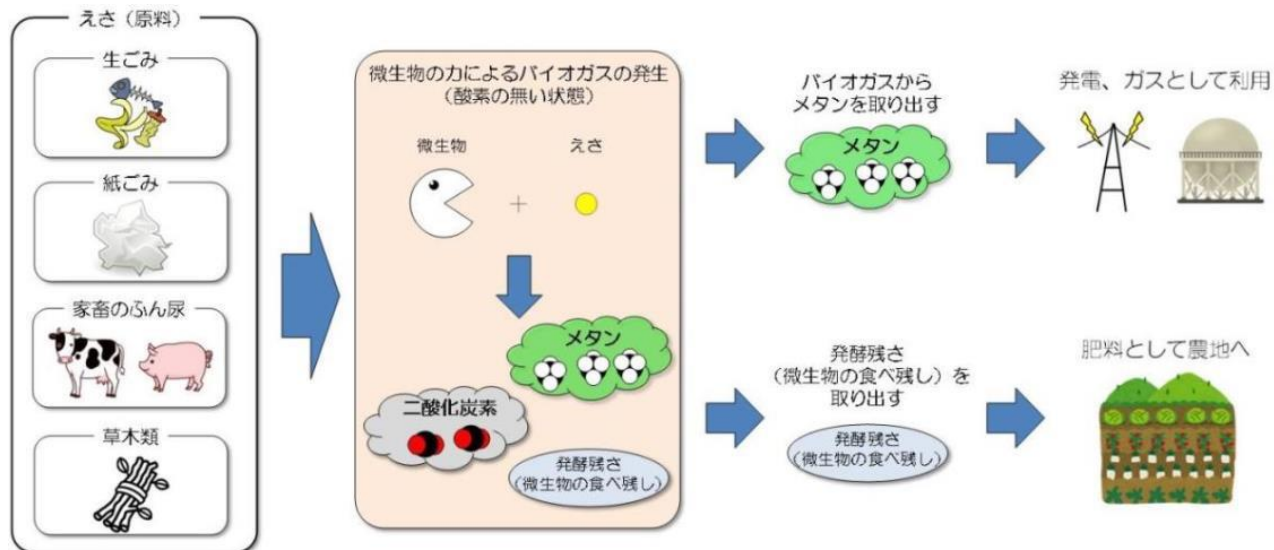 えさ（原料）
生ごみ
紙ごみ
家畜のふん尿
草木類
微生物の力によるバイオガスの発生
（酸素の無い状態）
微生物
えさ
+
メタン
二酸化炭素
発酵残さ
（微生物の食べ残し）
バイオガスから
メタンを取り出す
メタン
発電、ガスとして利用
発酵残さ
（微生物の食べ残し）を
取り出す
発酵残さ
（微生物の食べ残し）
肥料として農地へ